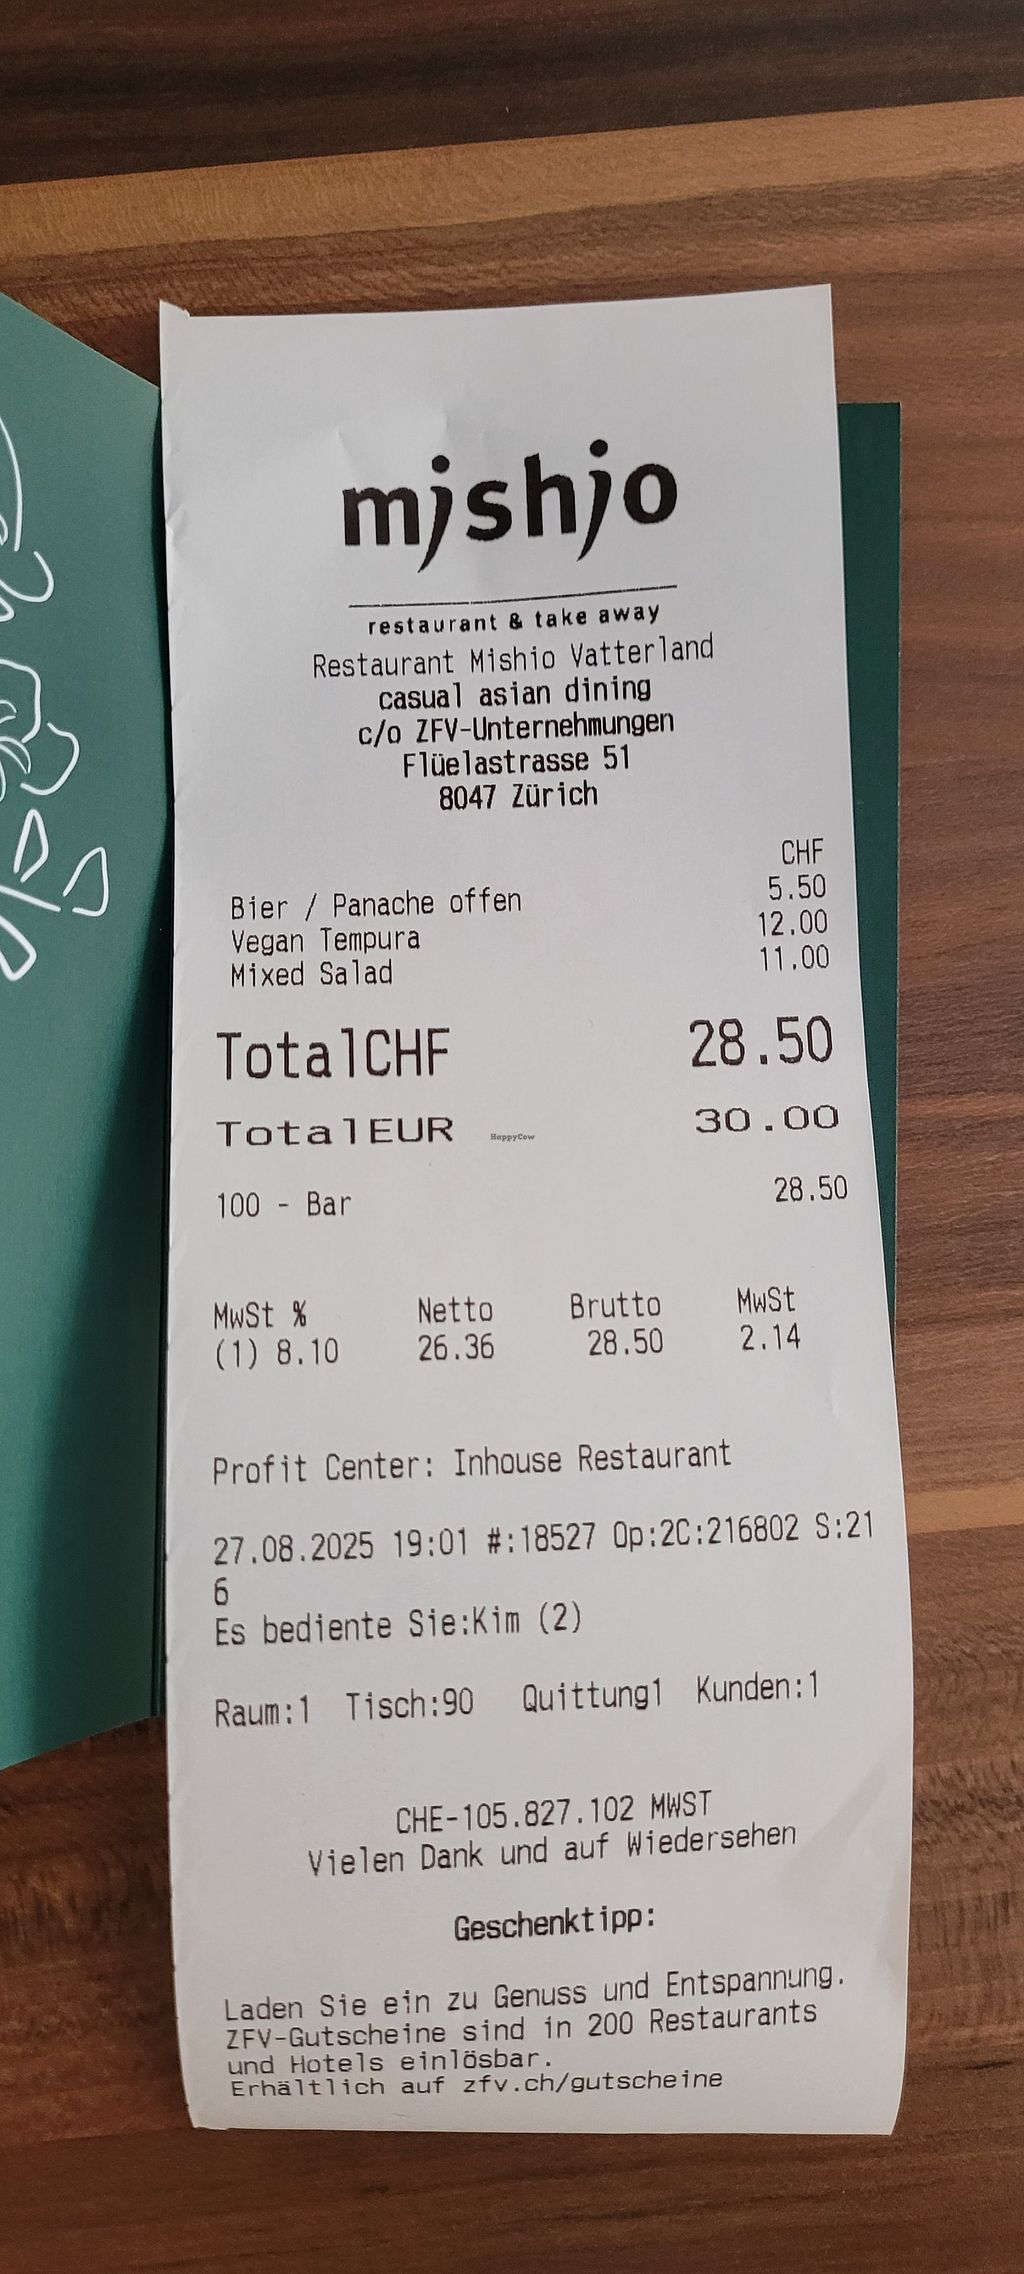 mishio
restaurant & take away
Restaurant Mishio Vatterland
casual asian dining
c/o ZFV-Unternehmungen
Flüelastrasse 51
8047 Zürich
CHF
Bier / Panache offen 5.50
Vegan Tempura 12.00
Mixed Salad 11.00
TotalCHF 28.50
TotalEUR 30.00
HappyCow
100 - Bar 28.50
MwSt % Netto Brutto MwSt
(1) 8.10 26.36 28.50 2.14
Profit Center: Inhouse Restaurant
27.08.2025 19:01 #:18527 Op:2C:216802 S:21
6
Es bediente Sie:Kim (2)
Raum:1 Tisch:90 Quittung1 Kunden:1
CHE-105.827.102 MWST
Vielen Dank und auf Wiedersehen
Geschenktipp:
Laden Sie ein zu Genuss und Entspannung.
ZFV-Gutscheine sind in 200 Restaurants
und Hotels einlösbar.
Erhältlich auf zfv.ch/gutscheine